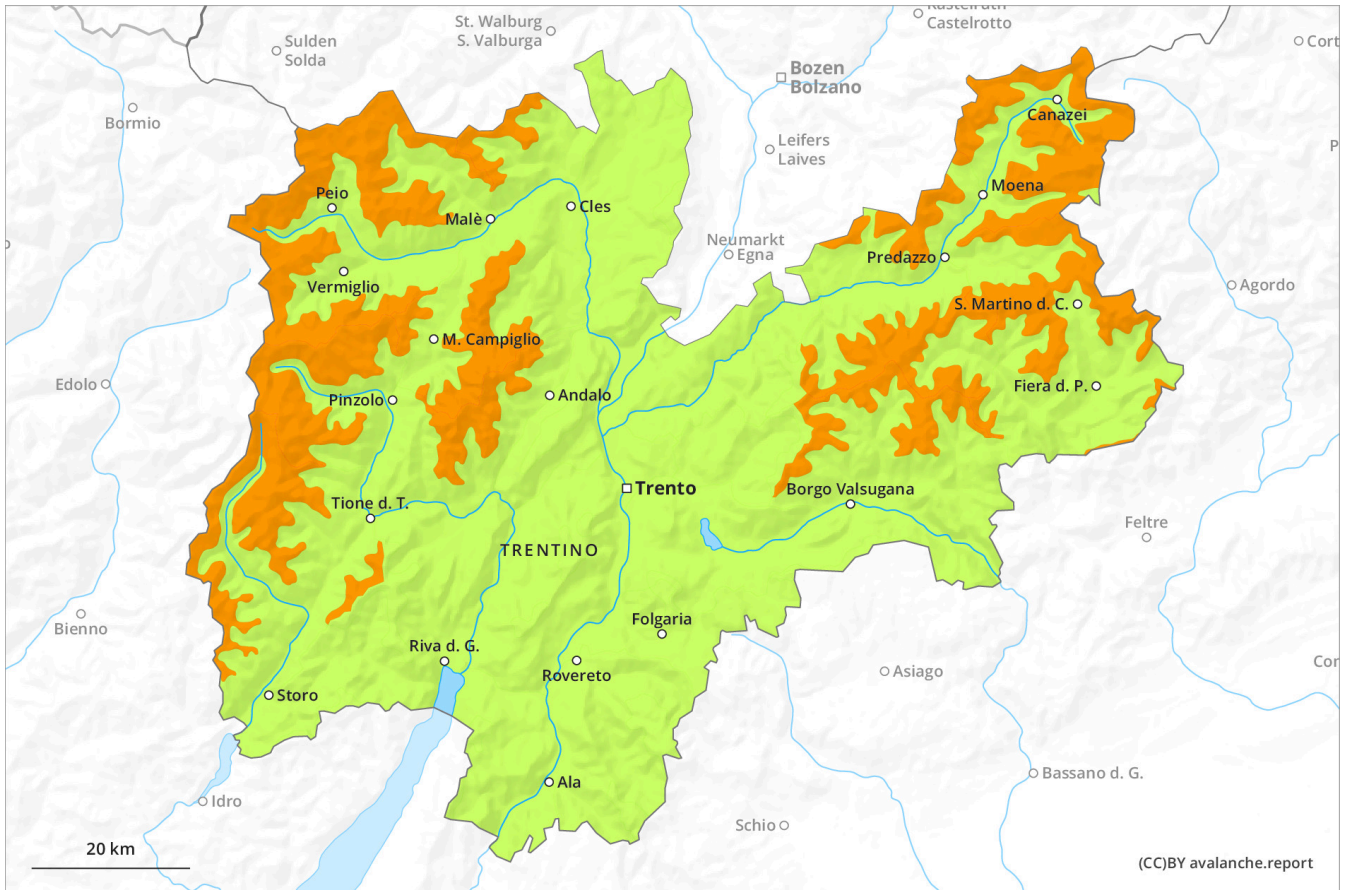 Kastelruth
Castelrotto
St. Walburg
S. Valburga
Sulden
Solda
Cort
Bozen
Bolzano
Bormio
Canazei
Leifers
Laives
P
Moena
Peio
Cles
Malè
Neumarkt
Egna
Predazzo
Vermiglio
Agordo
S. Martino d. C.
M. Campiglio
Edolo
Fiera d. P.
Andalo
Pinzolo
Trento
Borgo Valsugana
Tione d. T.
Feltre
TRENTINO
Bienno
Folgaria
Riva d. G.
Rovereto
Asiago
Cor
Storo
Bassano d. G.
Ala
Idro
Schio
20 km
(CC)BY avalanche.report